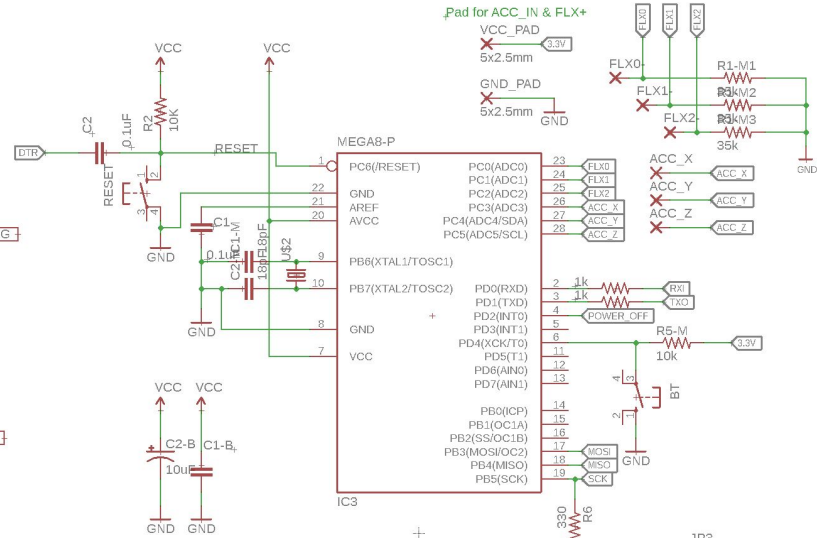 Pad for ACC_IN & FLX+
VCC_PAD
3.3V
5x2.5mm
GND_PAD
5x2.5mm
GND
FLX0
FLX1
FLX2
FLX0
R1-M1
FLX1
FLX2
35k
GND
ACC_X
ACC_X
ACC_Y
ACC_Y
ACC_Z
ACC_Z
VCC
VCC
C2
0.1uF
R2
10K
DTR
RESET
RESET
1
2
3
4
GND
G
MEGA8-P
1
PC6(/RESET)
22
GND
21
AREF
20
AVCC
9
PB6(XTAL1/TOSC1)
10
PB7(XTAL2/TOSC2)
8
GND
7
VCC
PC0(ADC0)
23
FLX0
PC1(ADC1)
24
FLX1
PC2(ADC2)
25
FLX2
PC3(ADC3)
26
ACC_X
PC4(ADC4/SDA)
27
ACC_Y
PC5(ADC5/SCL)
28
ACC_Z
PD0(RXD)
2
1k
RXI
PD1(TXD)
3
1k
TXO
PD2(INT0)
4
POWER_OFF
PD3(INT1)
5
PD4(XCK/T0)
6
PD5(T1)
11
PD6(AIN0)
12
PD7(AIN1)
13
PB0(ICP)
14
PB1(OC1A)
15
PB2(SS/OC1B)
16
PB3(MOSI/OC2)
17
MOSI
PB4(MISO)
18
MISO
PB5(SCK)
19
SCK
IC3
C1
18pF
18pF
U$2
GND
R5-M
10k
3.3V
4
3
2
1
BT
GND
330
R6
VCC
VCC
C2-B
C1-B
10uF
GND
GND